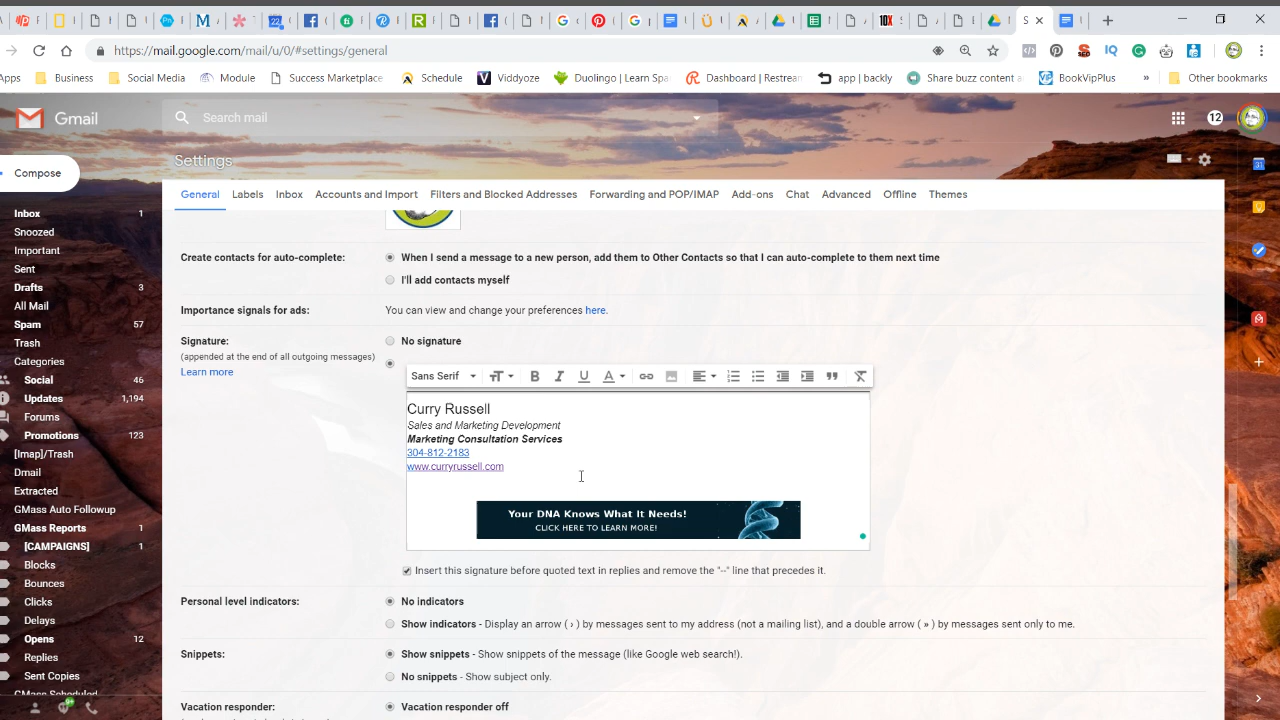 https://mail.google.com/mail/u/0/#settings/general
Apps
Business
Social Media
Module
Success Marketplace
Schedule
Viddyoze
Duolingo | Learn Spa
Dashboard | Restrea
app | backly
Share buzz content a
BookVipPlus
»
Other bookmarks
Gmail
Search mail
12
Settings
Compose
General
Labels
Inbox
Accounts and Import
Filters and Blocked Addresses
Forwarding and POP/IMAP
Add-ons
Chat
Advanced
Offline
Themes
Inbox 1
Snoozed
Important
Sent
Drafts 3
All Mail
Spam 57
Trash
Categories
Social 46
Updates 1,194
Forums
Promotions 123
[Imap]/Trash
Dmail
Extracted
GMass Auto Followup
GMass Reports 1
[CAMPAIGNS] 1
Blocks
Bounces
Clicks
Delays
Opens 12
Replies
Sent Copies
GMass Scheduled
Create contacts for auto-complete:
When I send a message to a new person, add them to Other Contacts so that I can auto-complete to them next time
I'll add contacts myself
Importance signals for ads:
You can view and change your preferences here.
Signature:
(appended at the end of all outgoing messages)
Learn more
No signature
Sans Serif
Curry Russell
Sales and Marketing Development
Marketing Consultation Services
304-812-2183
www.curryrussell.com
Your DNA Knows What It Needs!
CLICK HERE TO LEARN MORE!
Insert this signature before quoted text in replies and remove the "--" line that precedes it.
Personal level indicators:
No indicators
Show indicators - Display an arrow ( › ) by messages sent to my address (not a mailing list), and a double arrow ( » ) by messages sent only to me.
Snippets:
Show snippets - Show snippets of the message (like Google web search!).
No snippets - Show subject only.
Vacation responder:
Vacation responder off